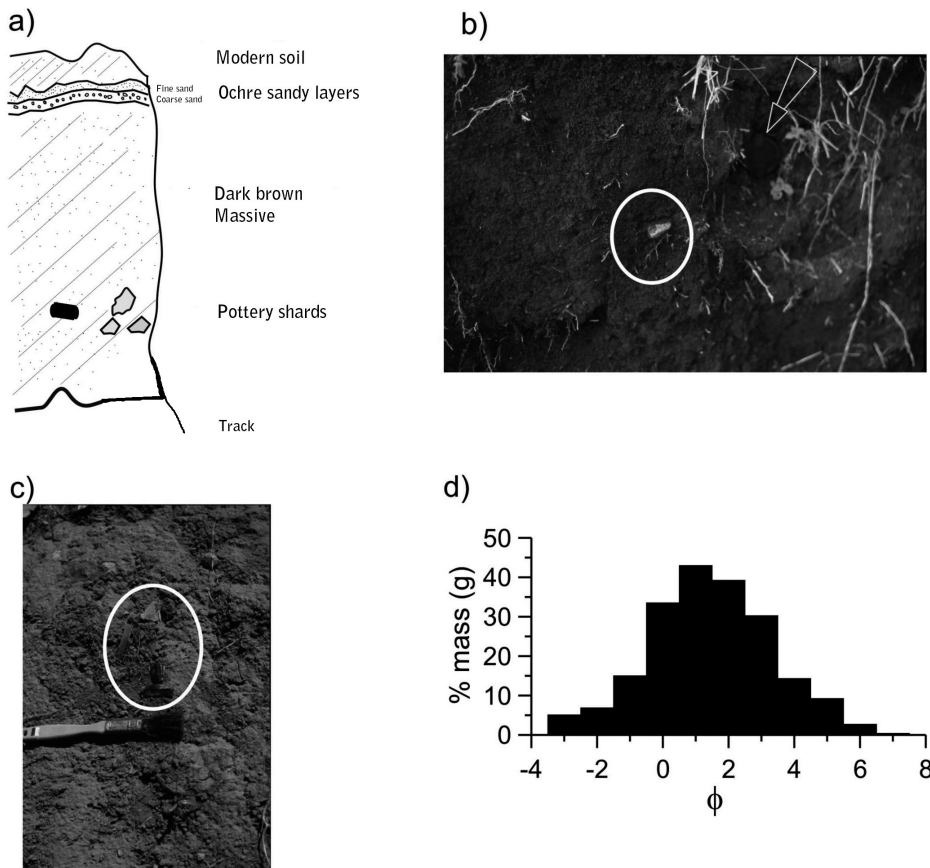 a)
Modern soil
Fine sand
Coarse sand
Ochre sandy layers
Dark brown
Massive
Pottery shards
Track
b)
c)
d)
% mass (g)
50
40
30
20
10
0
-4 -2 0 2 4 6 8
ϕ